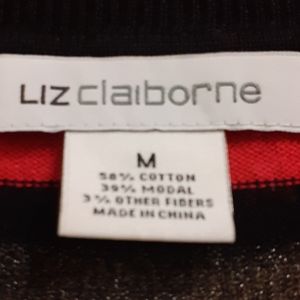 LIZ claiborne
M
58% COTTON
39% MODAL
3% OTHER FIBERS
MADE IN CHINA